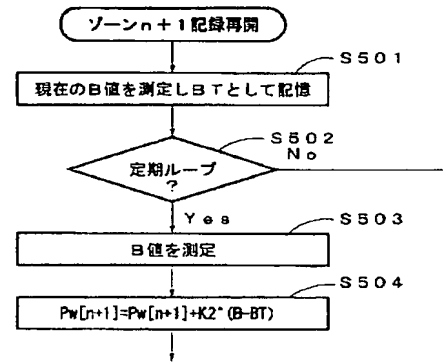 ゾーンn+1記録再開
S501
現在のB値を測定しBTとして記憶
S502
定期ループ
?
No
Yes
S503
B値を測定
S504
Pw[n+1]=Pw[n+1]+K2*(B-BT)